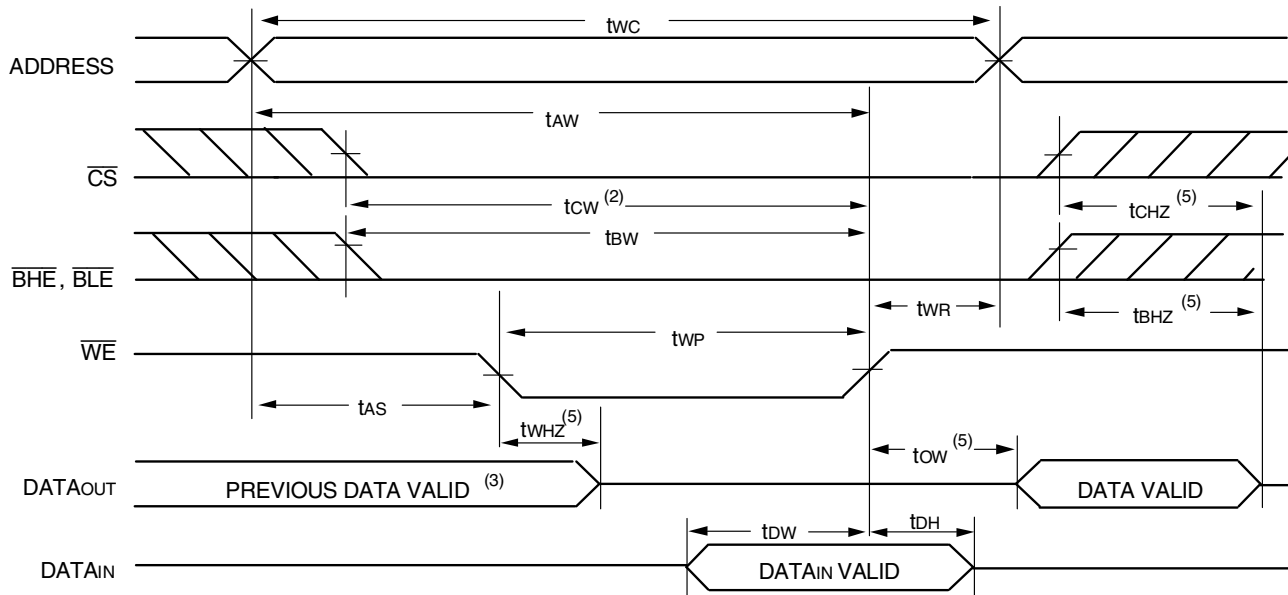 tWC
ADDRESS
tAW
CS
tCW (2)
tCHZ (5)
tBW
BHE, BLE
tWR
tBHZ (5)
tWP
WE
tAS
tWHZ (5)
tOW (5)
DATAOUT
PREVIOUS DATA VALID (3)
DATA VALID
tDW
tDH
DATAIN
DATAIN VALID